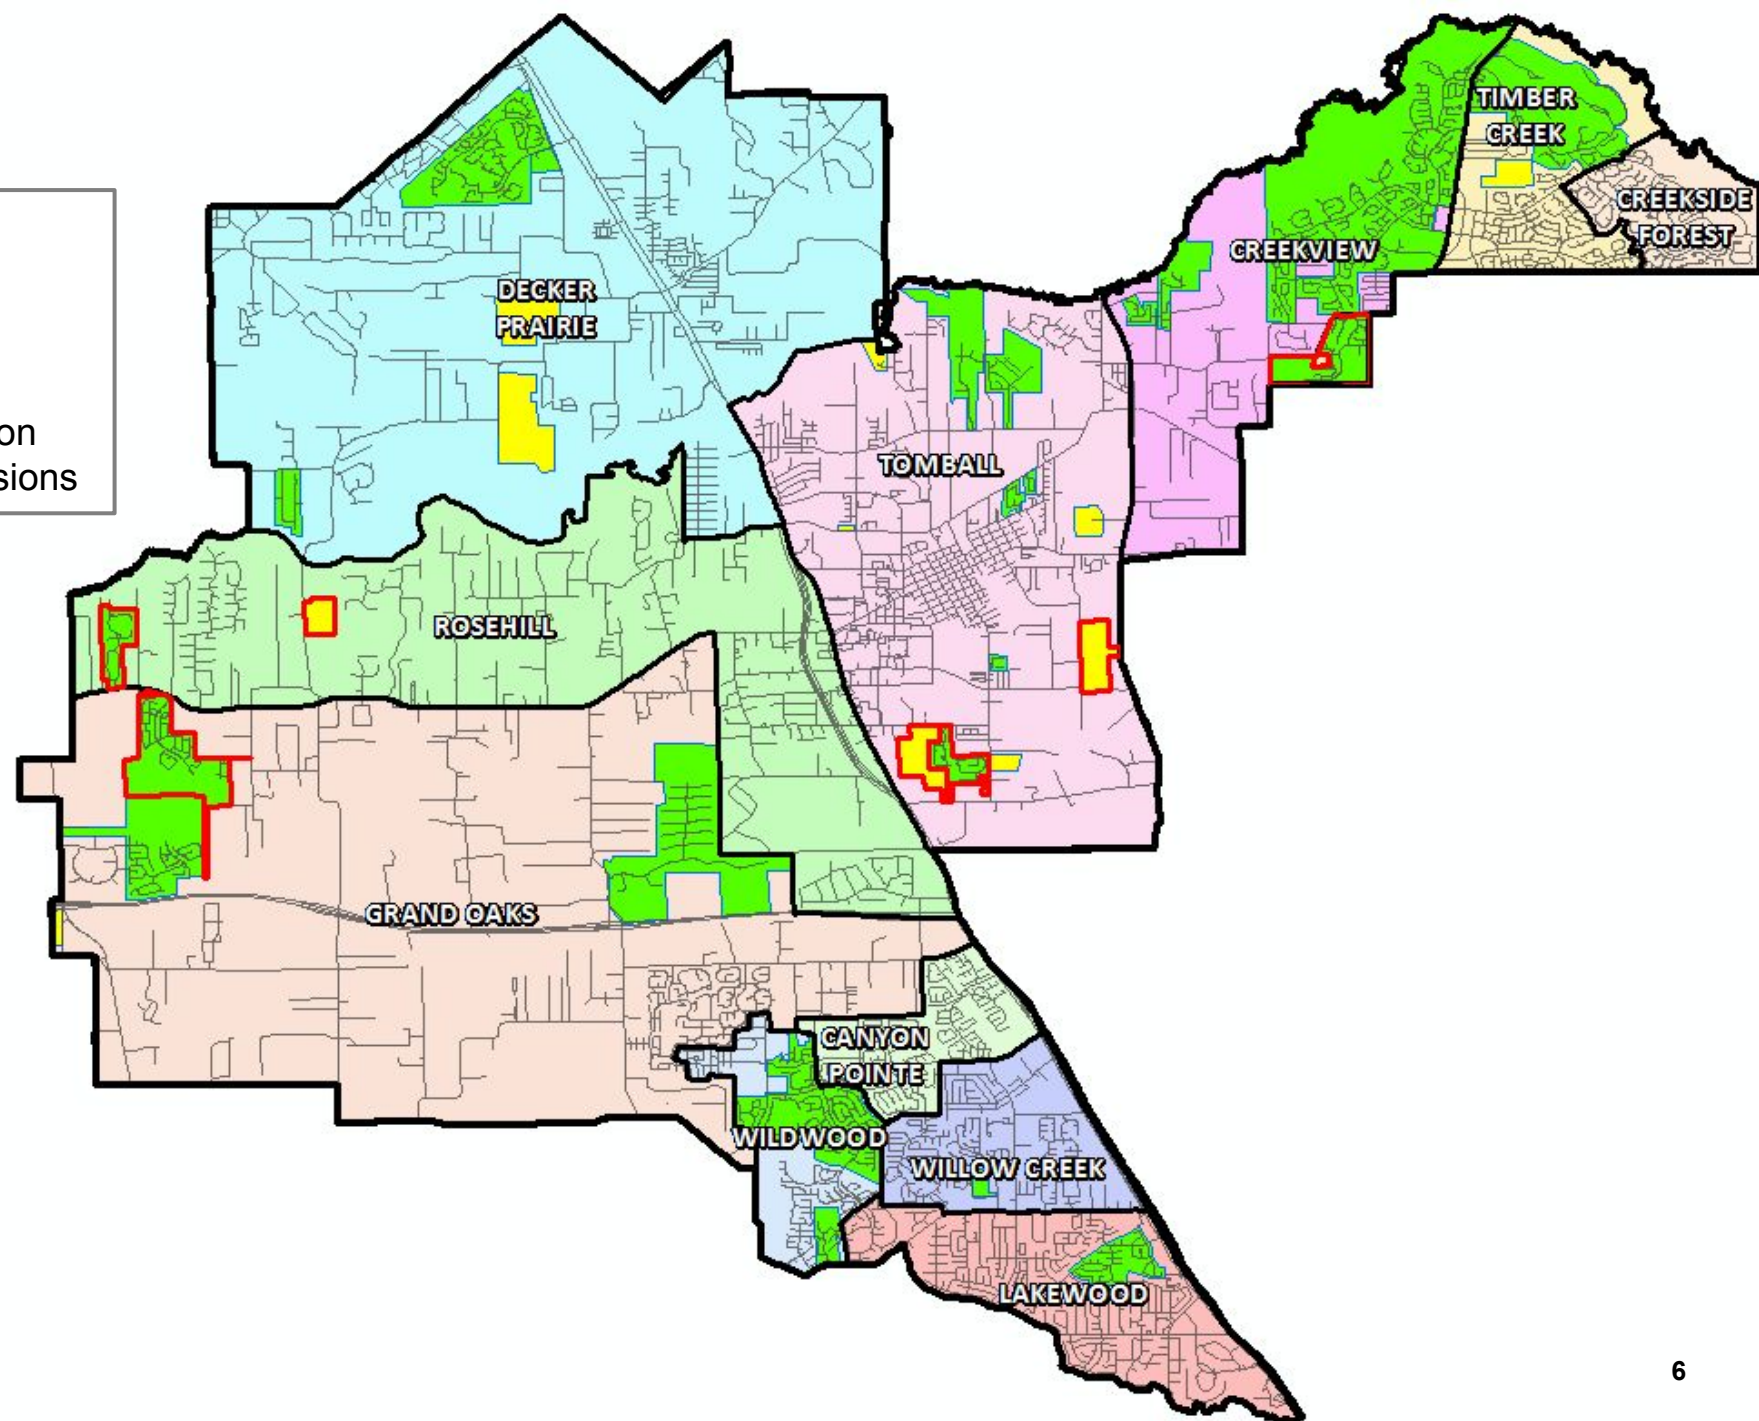 TIMBER
CREEK
CREEKSIDE
FOREST
CREEKVIEW
DECKER
PRAIRIE
on
sions
TOMBALL
ROSEHILL
GRAND OAKS
CANYON
POINTE
WILDWOOD
WILLOW CREEK
LAKEWOOD
6